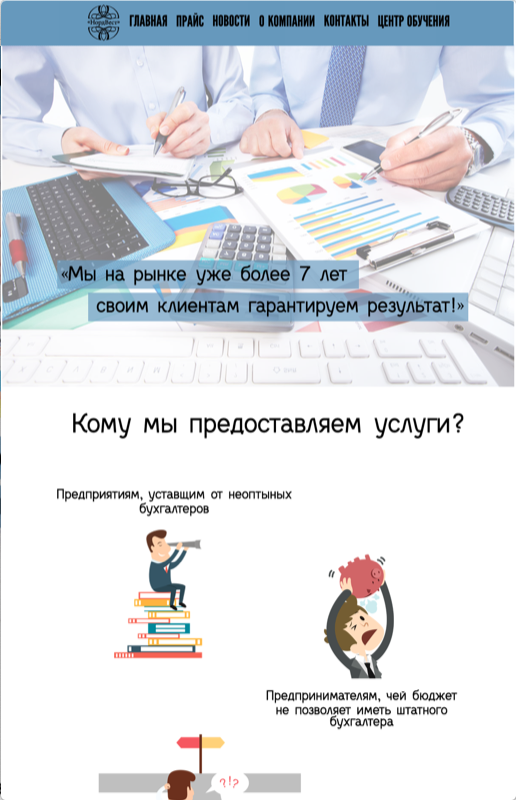 «НордВест»
ГЛАВНАЯ ПРАЙС НОВОСТИ О КОМПАНИИ КОНТАКТЫ ЦЕНТР ОБУЧЕНИЯ
«Мы на рынке уже более 7 лет
своим клиентам гарантируем результат!»
Кому мы предоставляем услуги?
Предприятиям, уставщим от неоптыных
бухгалтеров
Предпринимателям, чей бюджет
не позволяет иметь штатного
бухгалтера
?!?